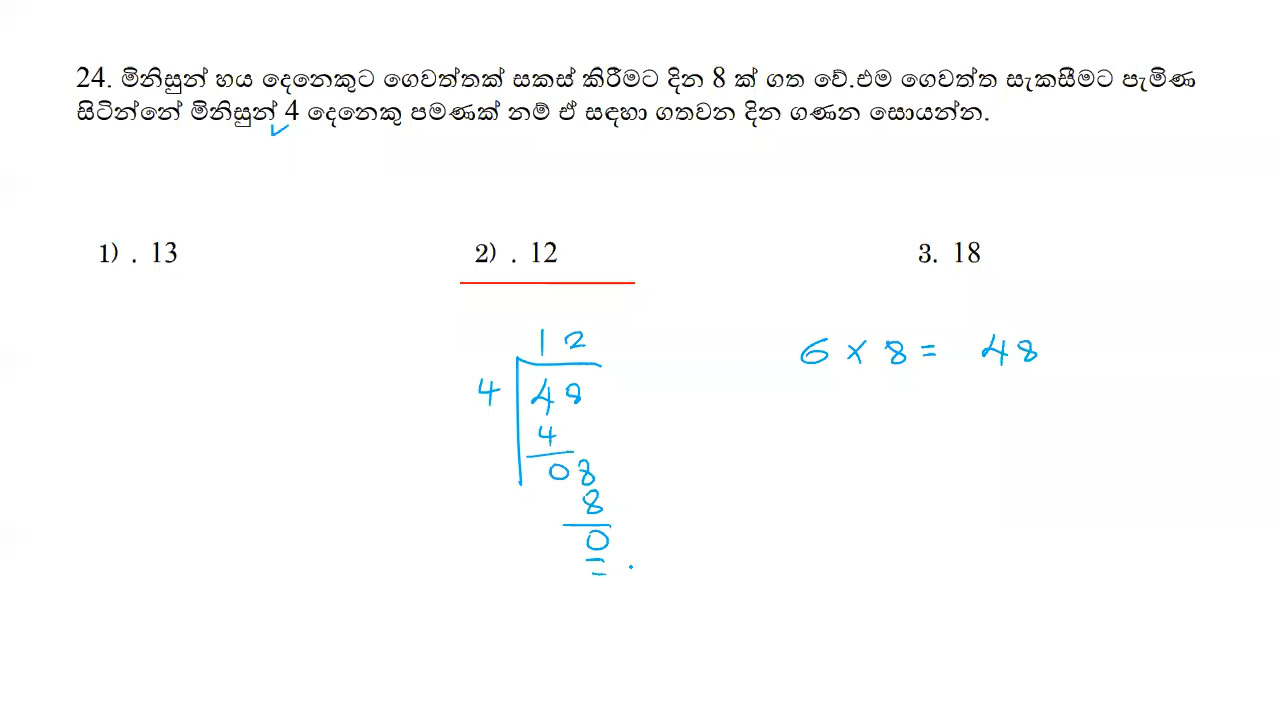 24. මිනිසුන් හය දෙනෙකුට ගෙවත්තක් සකස් කිරීමට දින 8 ක් ගත වේ.එම ගෙවත්ත සැකසීමට පැමිණ
සිටින්නේ මිනිසුන් 4 දෙනෙකු පමණක් නම් ඒ සඳහා ගතවන දින ගණන සොයන්න.
1) . 13 2) . 12 3. 18
12
6 × 8 = 48
4 48
4
08
8
0